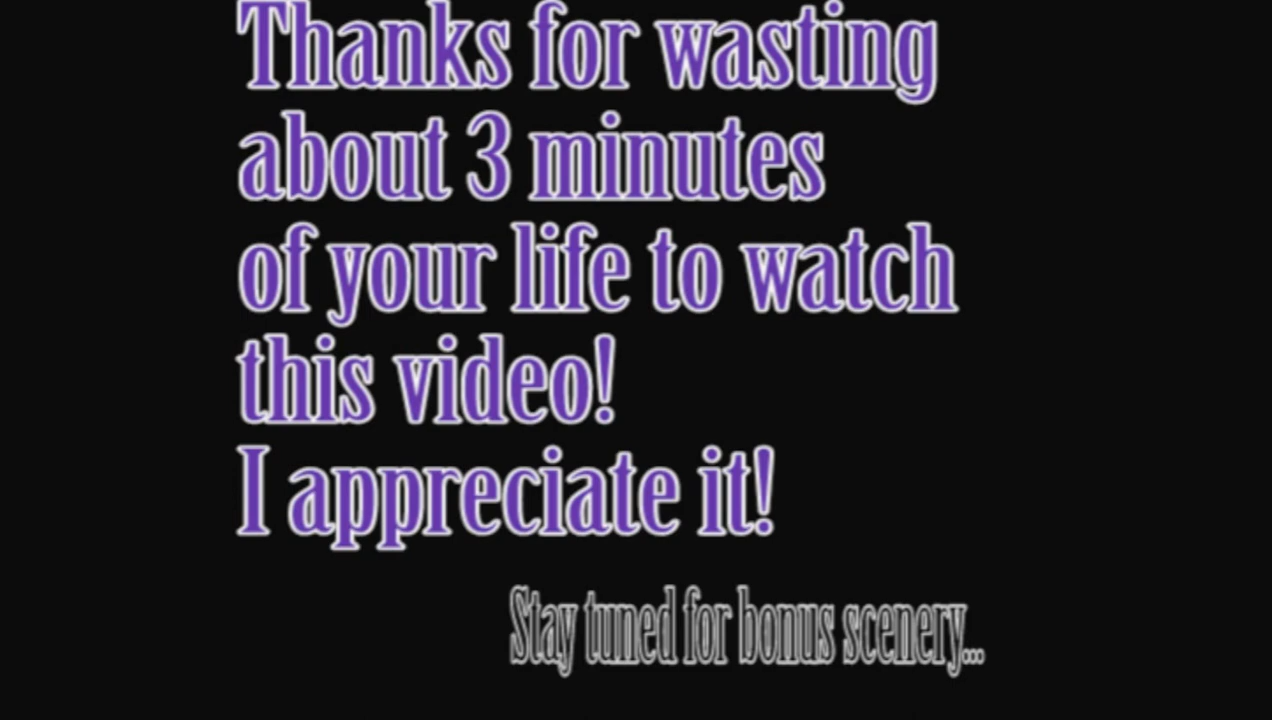 Thanks for wasting
about 3 minutes
of your life to watch
this video!
I appreciate it!
Stay tuned for bonus scenery...